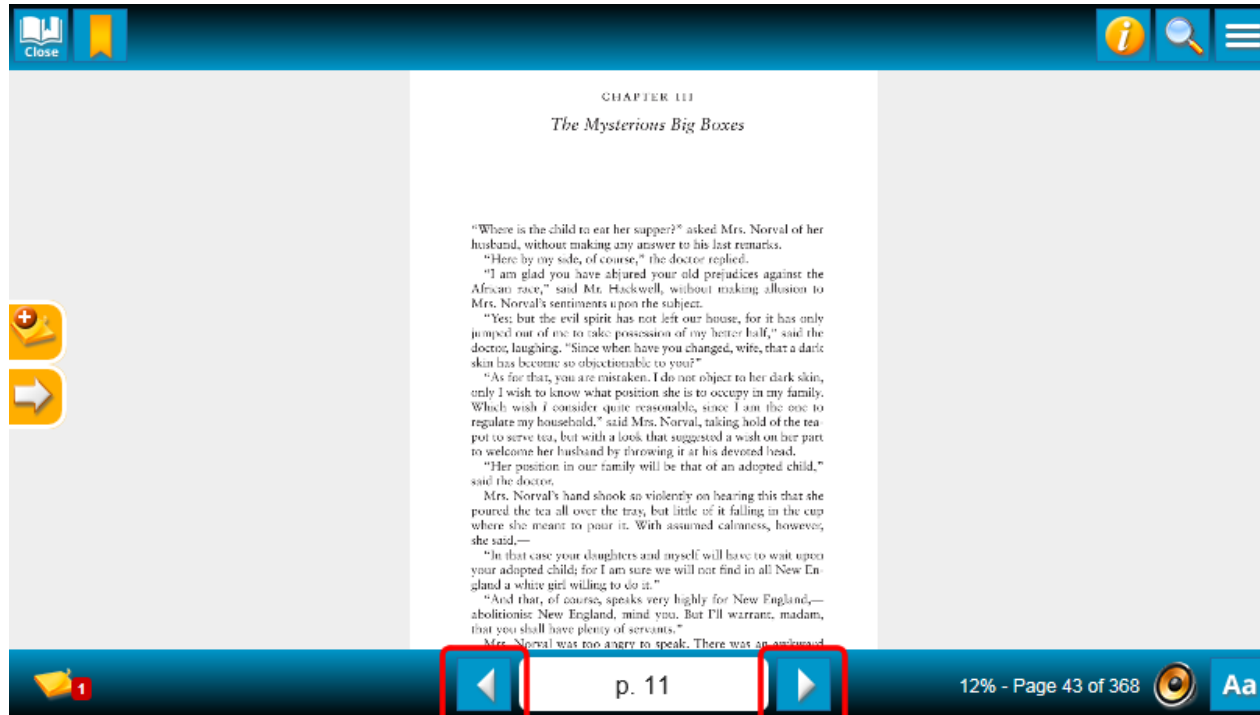 Close
CHAPTER III
The Mysterious Big Boxes
“Where is the child to eat her supper?” asked Mrs. Norval of her
husband, without making any answer to his last remarks.
“Here by my side, of course,” the doctor replied.
“I am glad you have abjured your old prejudices against the
African race,” said Mr. Hackwell, without making allusion to
Mrs. Norval’s sentiments upon the subject.
“Yes; but the evil spirit has not left our house, for it has only
jumped out of me to take possession of my better half,” said the
doctor, laughing. “Since when have you changed, wife, that a dark
skin has become so objectionable to you?”
“As for that, you are mistaken. I do not object to her dark skin,
only I wish to know what position she is to occupy in my family.
Which wish I consider quite reasonable, since I am the one to
regulate my household,” said Mrs. Norval, taking hold of the tea-
pot to serve tea, but with a look that suggested a wish on her part
to welcome her husband by throwing it at his devoted head.
“Her position in our family will be that of an adopted child,”
said the doctor.
Mrs. Norval’s hand shook so violently on hearing this that she
poured the tea all over the tray, but little of it falling in the cup
where she meant to pour it. With assumed calmness, however,
she said,—
“In that case your daughters and myself will have to wait upon
your adopted child; for I am sure we will not find in all New En-
gland a white girl willing to do it.”
“And that, of course, speaks very highly for New England,—
abolitionist New England, mind you. But I’ll warrant, madam,
that you shall have plenty of servants.”
Mrs. Norval was too angry to speak. There was an awkward
1
p. 11
12% - Page 43 of 368
Aa